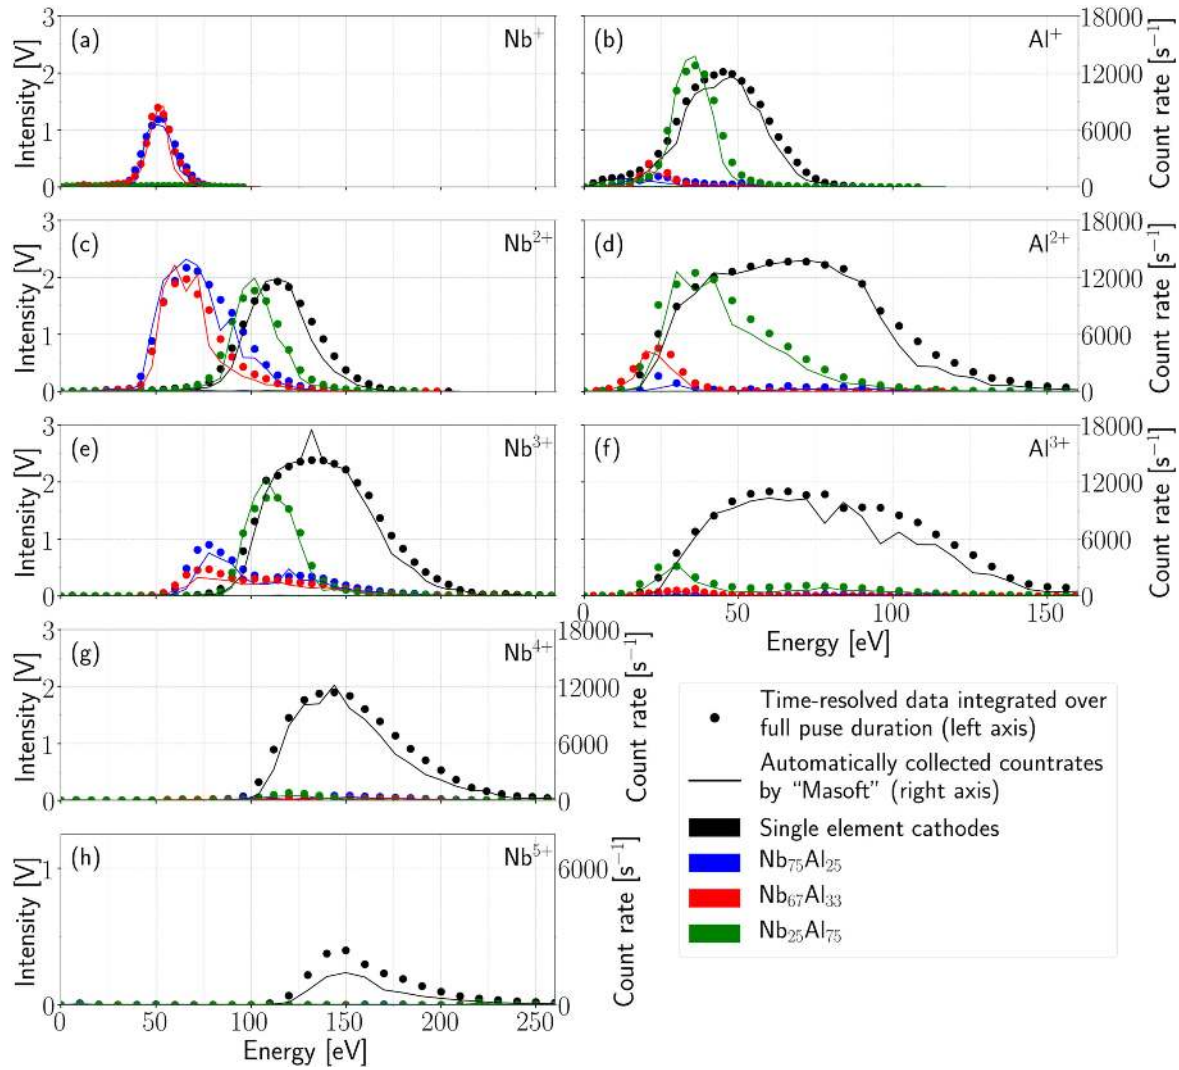 3
2
1
0
Intensity [V]
(a)
Nb⁺
(b)
Al⁺
18000
12000
6000
0
Count rate [s⁻¹]
3
2
1
0
Intensity [V]
(c)
Nb²⁺
(d)
Al²⁺
18000
12000
6000
0
Count rate [s⁻¹]
3
2
1
0
Intensity [V]
(e)
Nb³⁺
(f)
Al³⁺
18000
12000
6000
0
Count rate [s⁻¹]
0 50 100 150
Energy [eV]
3
2
1
0
Intensity [V]
(g)
Nb⁴⁺
18000
12000
6000
0
Count rate [s⁻¹]
1
0
Intensity [V]
(h)
Nb⁵⁺
6000
0
Count rate [s⁻¹]
0 50 100 150 200 250
Energy [eV]
Time-resolved data integrated over
full puse duration (left axis)
Automatically collected countrates
by “Masoft” (right axis)
Single element cathodes
Nb₇₅Al₂₅
Nb₆₇Al₃₃
Nb₂₅Al₇₅